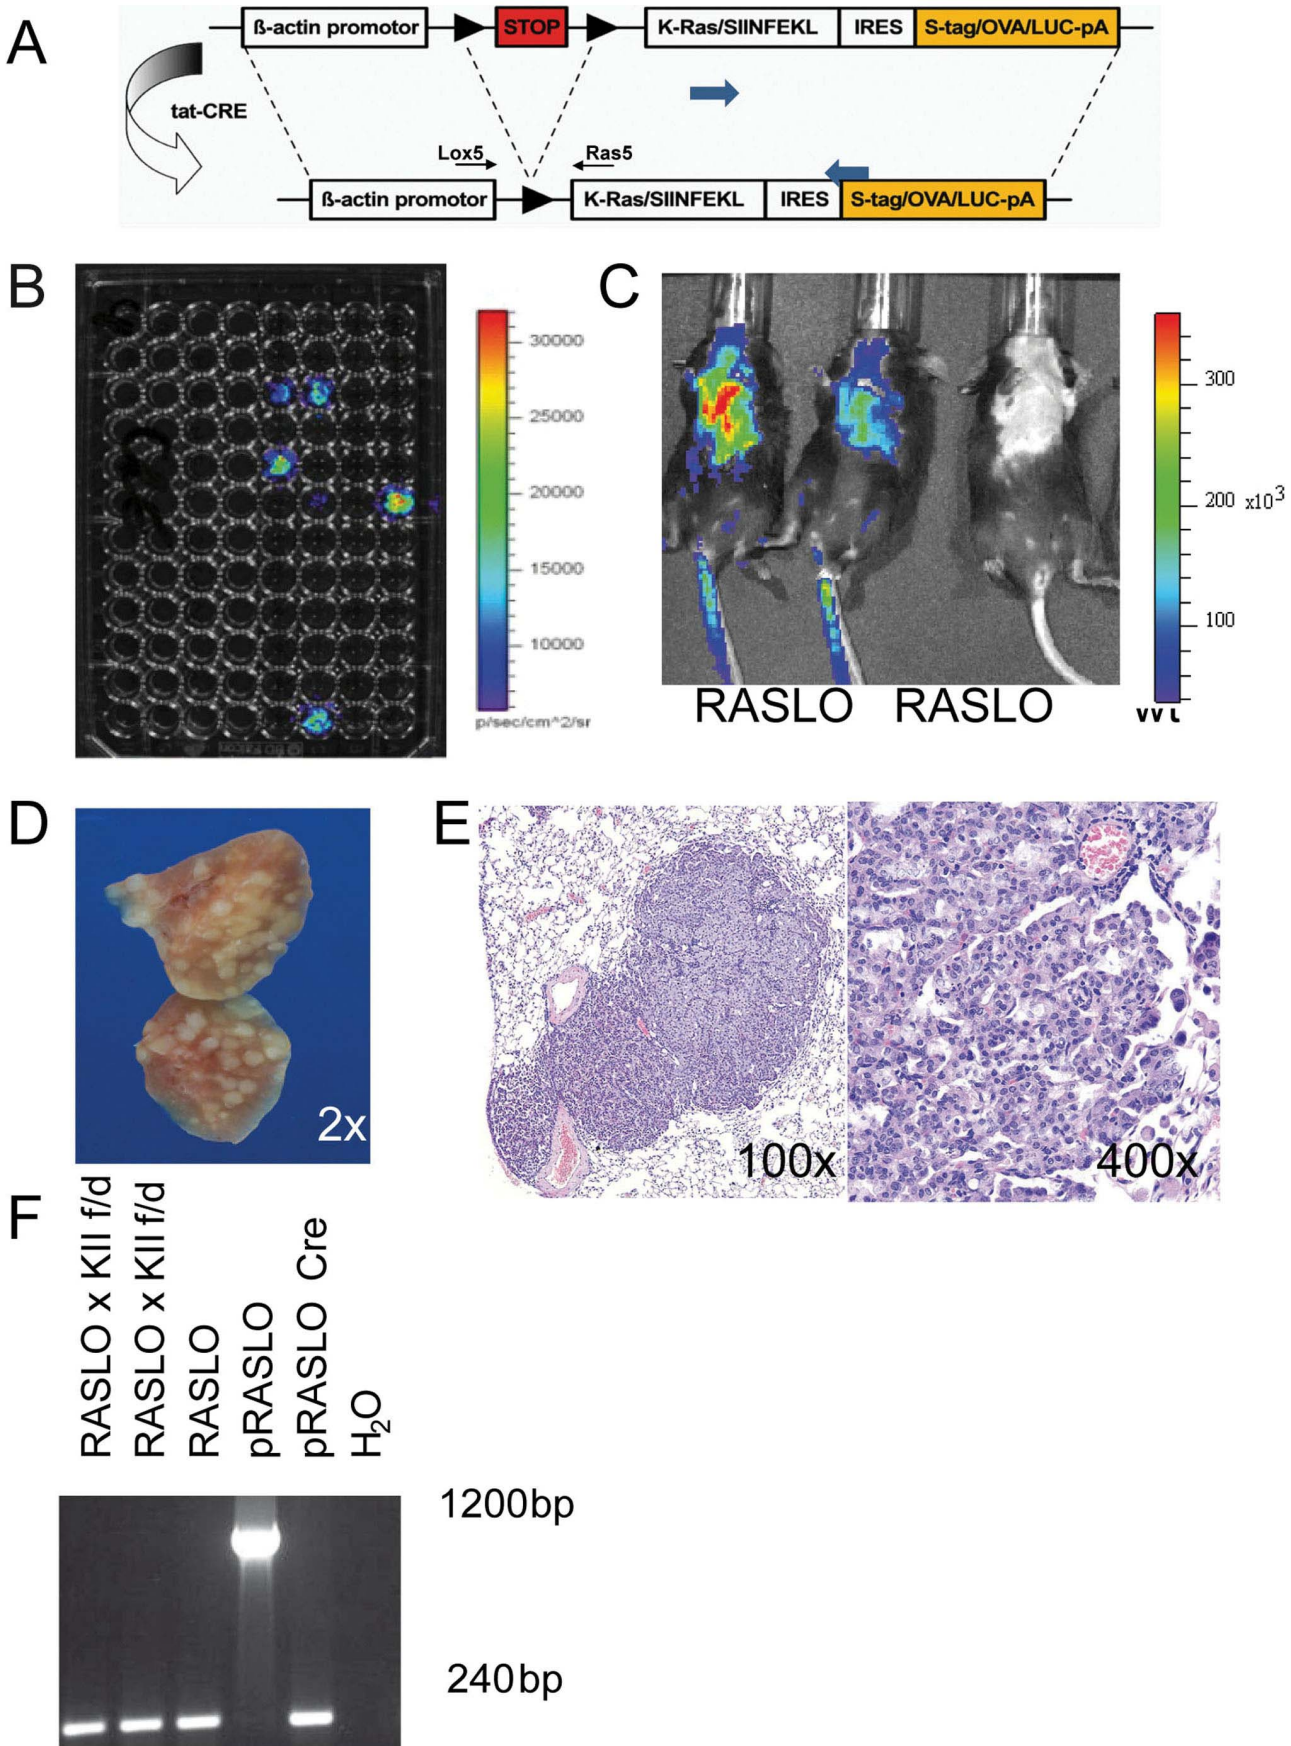 A
ß-actin promotor STOP K-Ras/SIINFEKL IRES S-tag/OVA/LUC-pA
tat-CRE
Lox5 Ras5
ß-actin promotor K-Ras/SIINFEKL IRES S-tag/OVA/LUC-pA
B
30000
25000
20000
15000
10000
p/sec/cm^2/sr
C
300
200 x10³
100
RASLO RASLO wt
D
2x
E
100x
400x
F
RASLO x KII f/d
RASLO x KII f/d
RASLO
pRASLO
pRASLO Cre
H₂O
1200bp
240bp